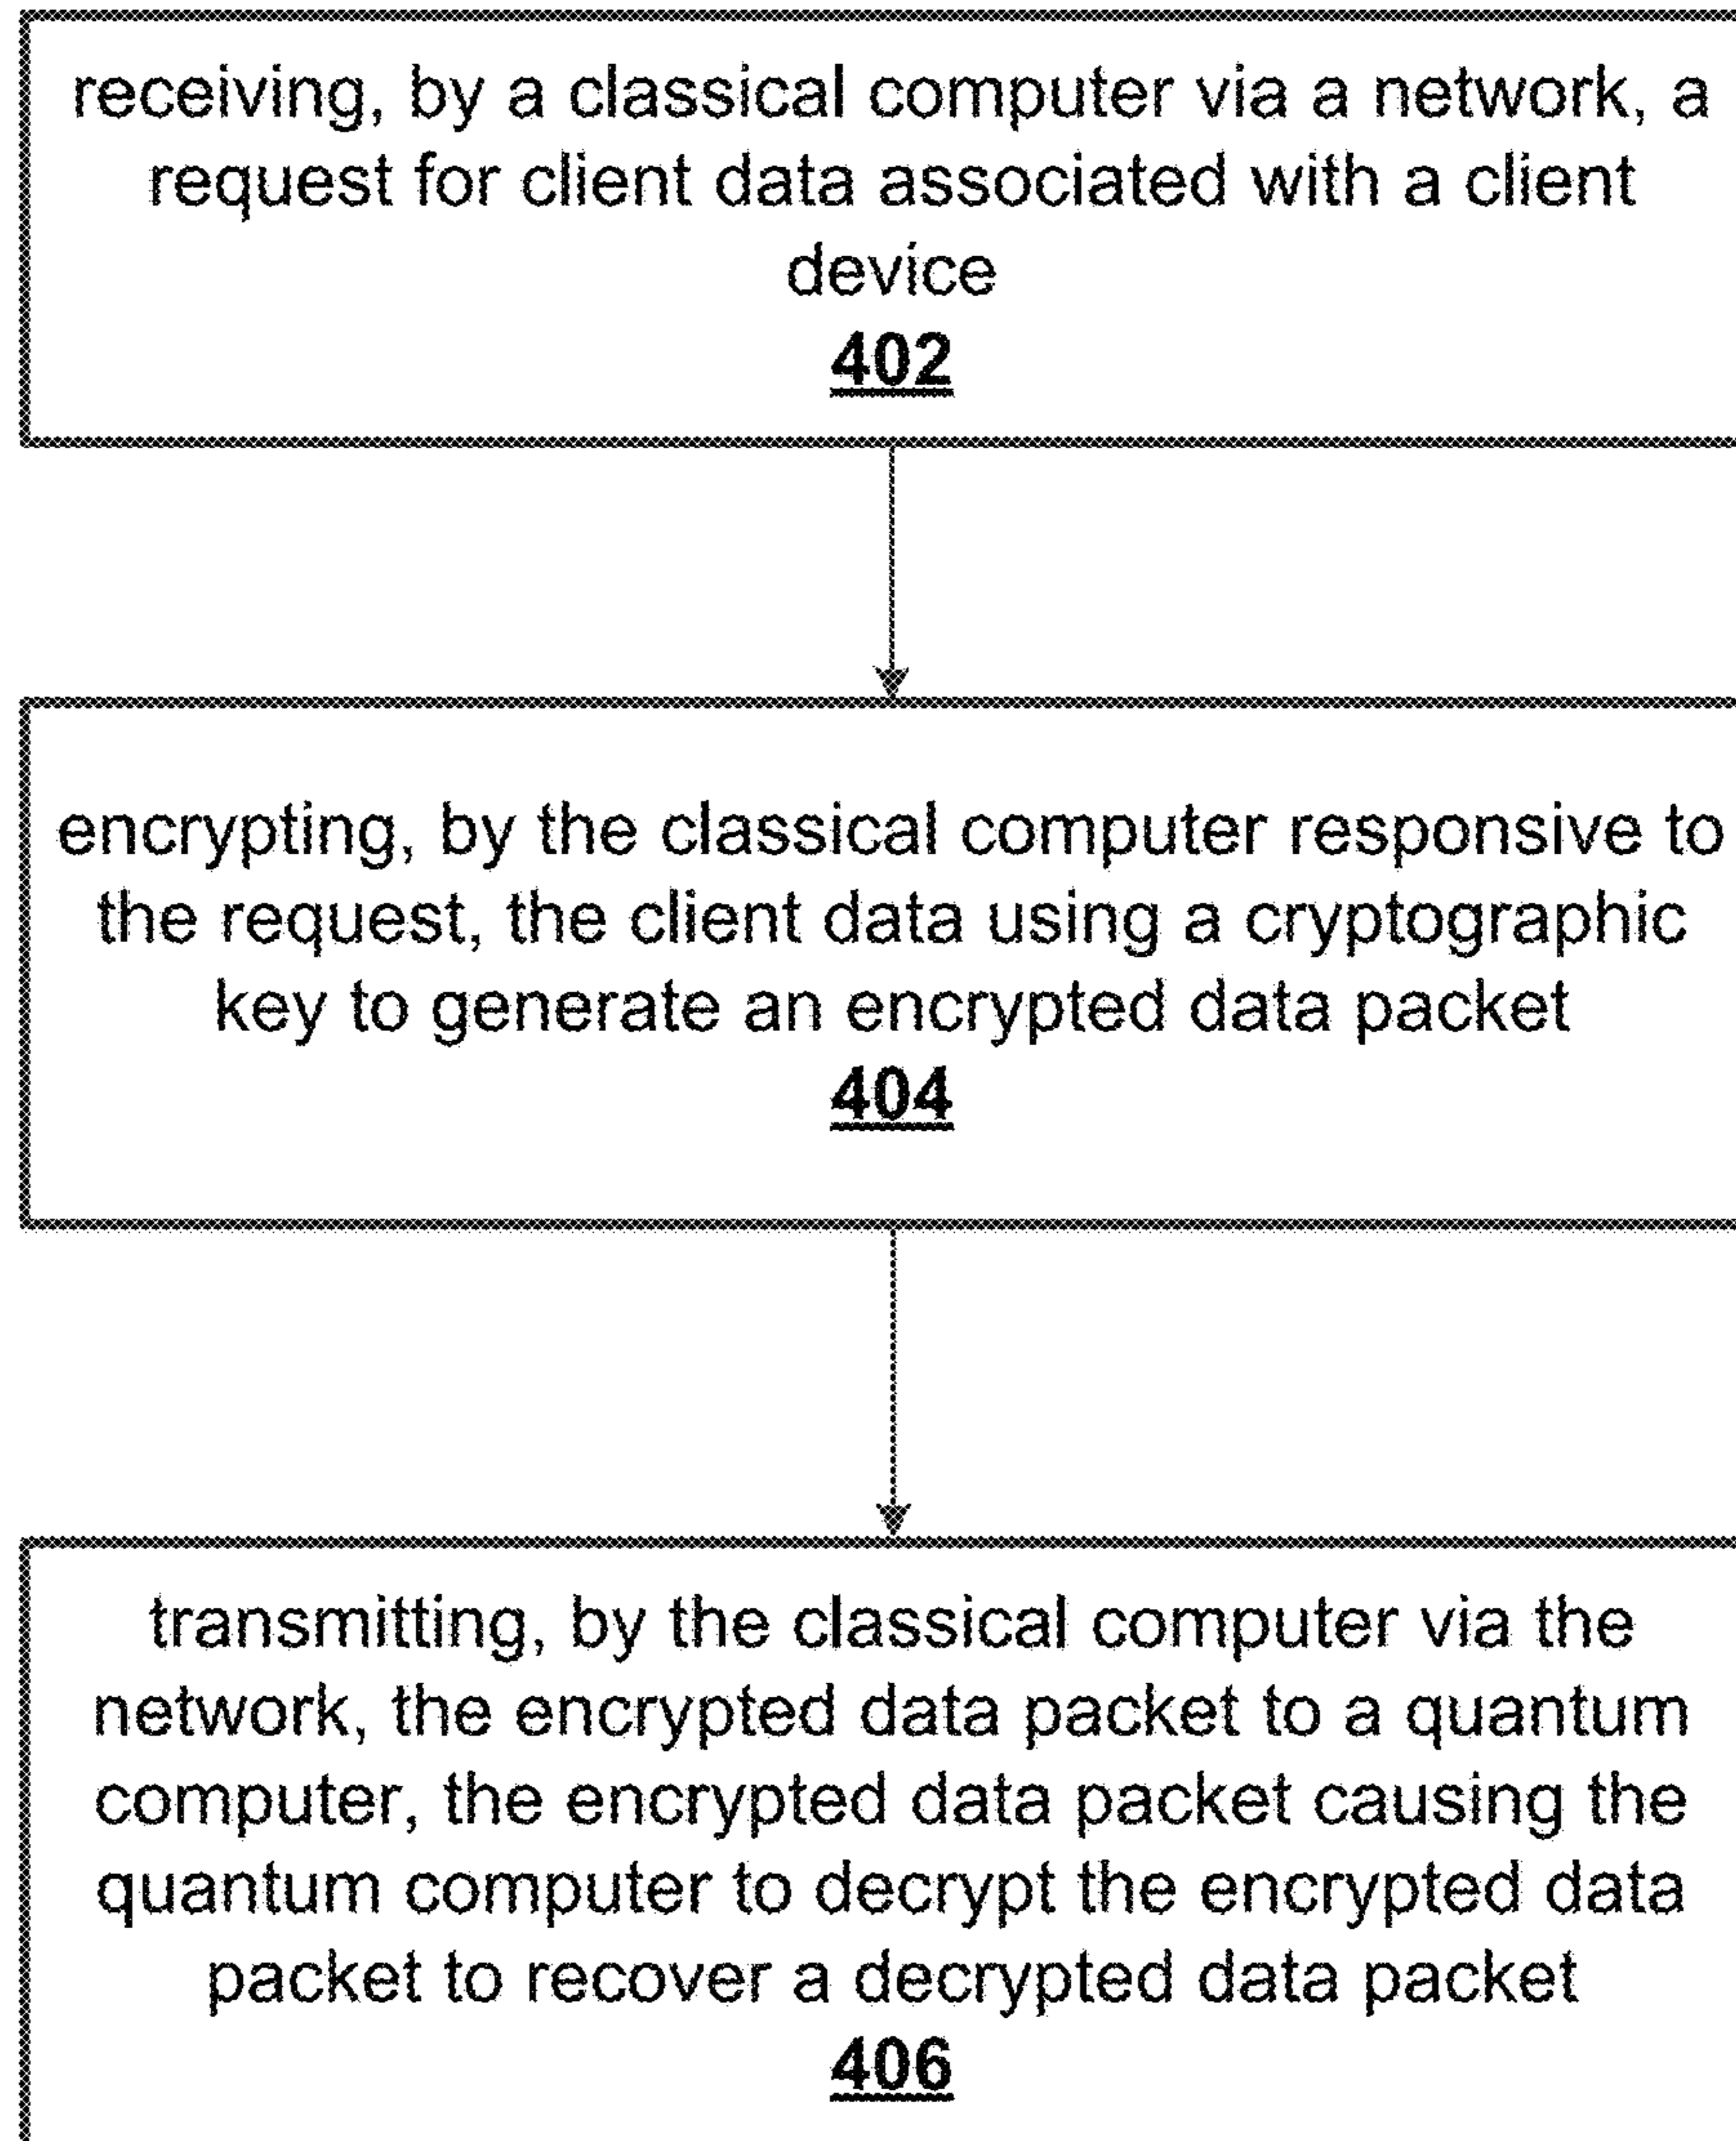 receiving, by a classical computer via a network, a
request for client data associated with a client
device
402
encrypting, by the classical computer responsive to
the request, the client data using a cryptographic
key to generate an encrypted data packet
404
transmitting, by the classical computer via the
network, the encrypted data packet to a quantum
computer, the encrypted data packet causing the
quantum computer to decrypt the encrypted data
packet to recover a decrypted data packet
406